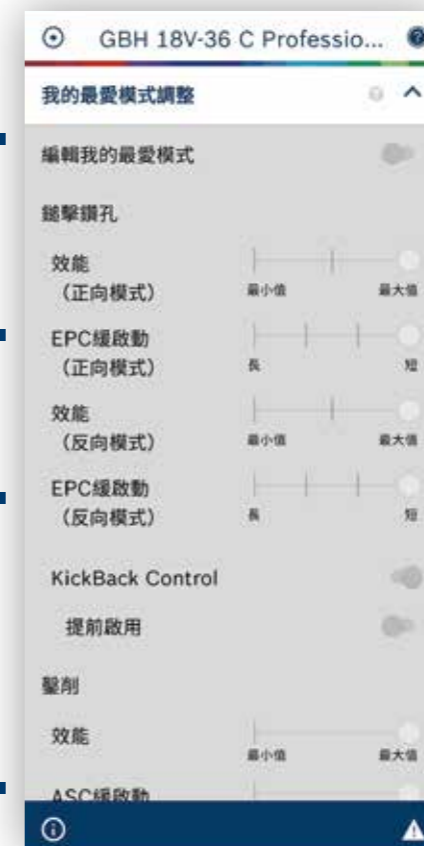 GBH 18V-36 C Professio...
我的最愛模式調整
編輯我的最愛模式
鎚擊鑽孔
效能
（正向模式）
最小值 最大值
EPC緩啟動
（正向模式）
長 短
效能
（反向模式）
最小值 最大值
EPC緩啟動
（反向模式）
長 短
KickBack Control
提前啟用
鑿削
效能
最小值 最大值
ASC緩啟動